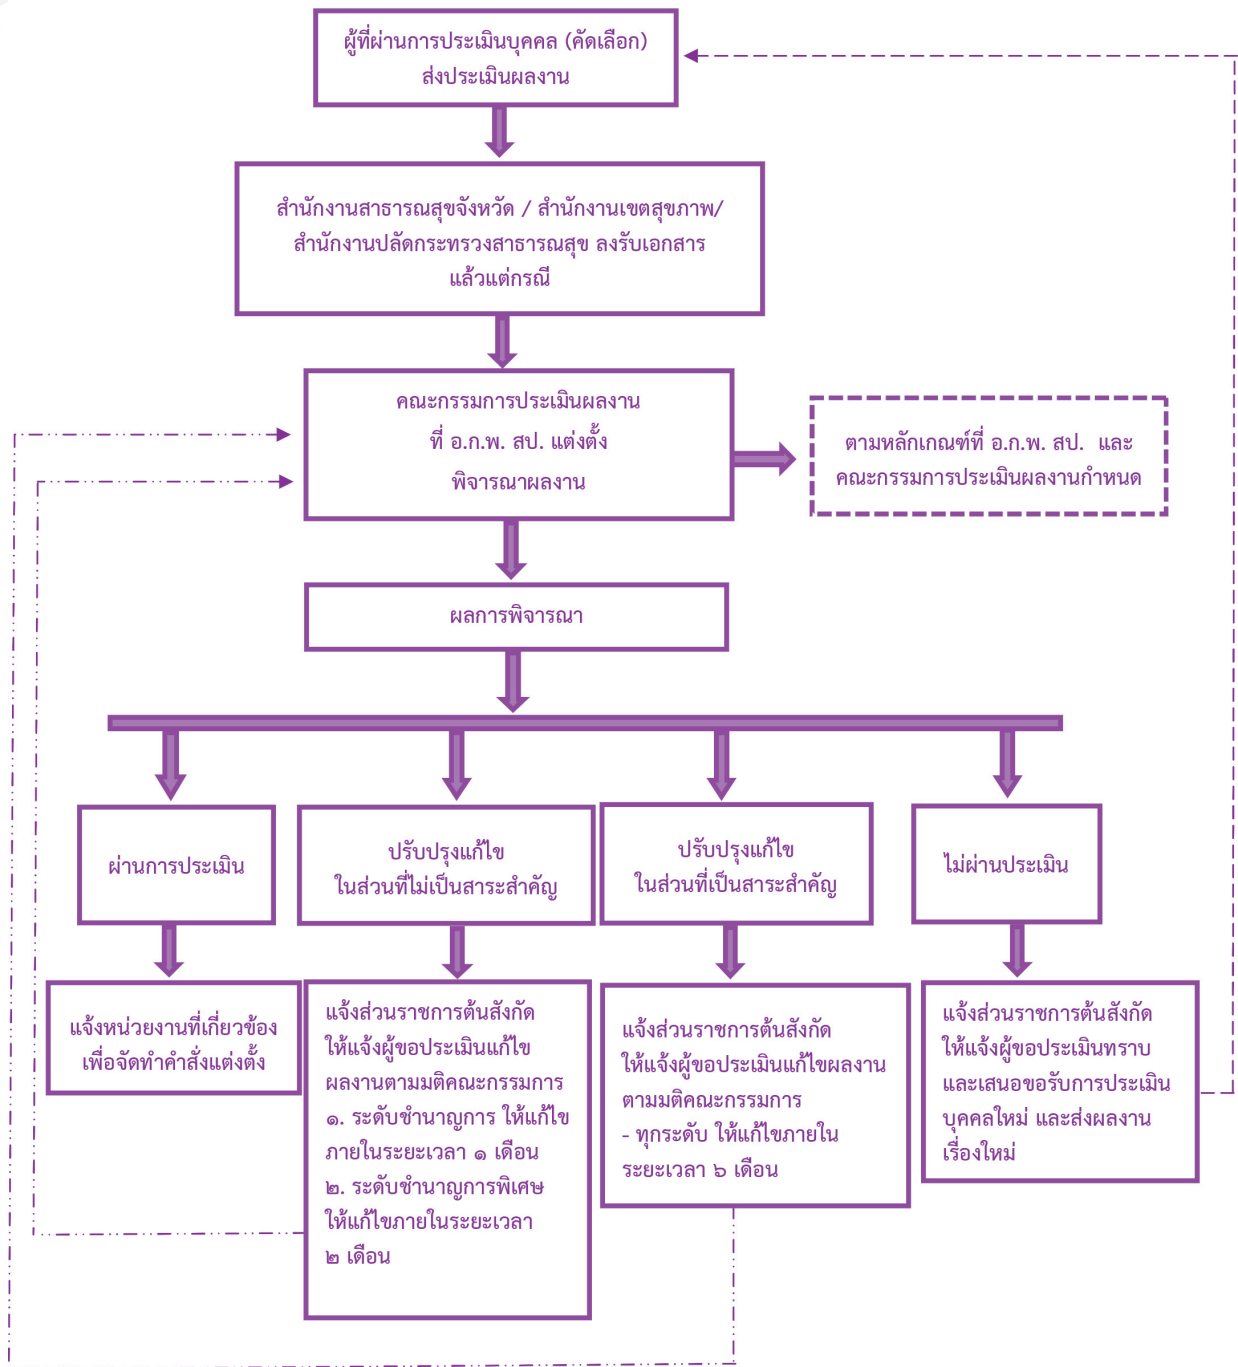 ผู้ที่ผ่านการประเมินบุคคล (คัดเลือก)
ส่งประเมินผลงาน
สำนักงานสาธารณสุขจังหวัด / สำนักงานเขตสุขภาพ/
สำนักงานปลัดกระทรวงสาธารณสุข ลงรับเอกสาร
แล้วแต่กรณี
คณะกรรมการประเมินผลงาน
ที่ อ.ก.พ. สป. แต่งตั้ง
พิจารณาผลงาน
ตามหลักเกณฑ์ที่ อ.ก.พ. สป. และ
คณะกรรมการประเมินผลงานกำหนด
ผลการพิจารณา
ผ่านการประเมิน
ปรับปรุงแก้ไข
ในส่วนที่ไม่เป็นสาระสำคัญ
ปรับปรุงแก้ไข
ในส่วนที่เป็นสาระสำคัญ
ไม่ผ่านประเมิน
แจ้งหน่วยงานที่เกี่ยวข้อง
เพื่อจัดทำคำสั่งแต่งตั้ง
แจ้งส่วนราชการต้นสังกัด
ให้แจ้งผู้ขอประเมินแก้ไข
ผลงานตามมติคณะกรรมการ
๑. ระดับชำนาญการ ให้แก้ไข
ภายในระยะเวลา ๑ เดือน
๒. ระดับชำนาญการพิเศษ
ให้แก้ไขภายในระยะเวลา
๒ เดือน
แจ้งส่วนราชการต้นสังกัด
ให้แจ้งผู้ขอประเมินแก้ไขผลงาน
ตามมติคณะกรรมการ
- ทุกระดับ ให้แก้ไขภายใน
ระยะเวลา ๖ เดือน
แจ้งส่วนราชการต้นสังกัด
ให้แจ้งผู้ขอประเมินทราบ
และเสนอขอรับการประเมิน
บุคคลใหม่ และส่งผลงาน
เรื่องใหม่